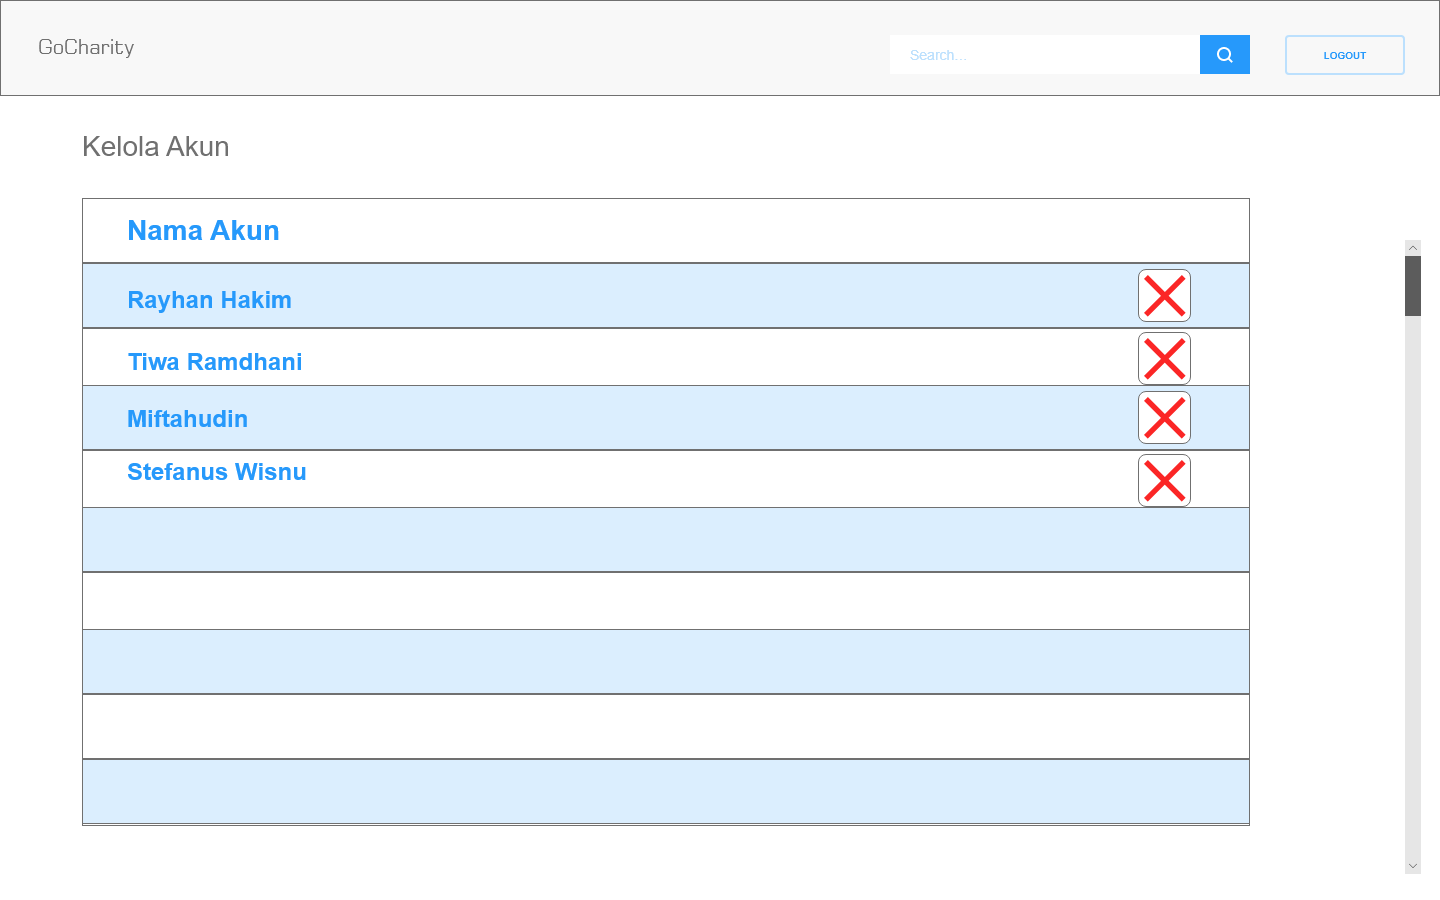 GoCharity
Search...
LOGOUT
Kelola Akun
Nama Akun
Rayhan Hakim
Tiwa Ramdhani
Miftahudin
Stefanus Wisnu